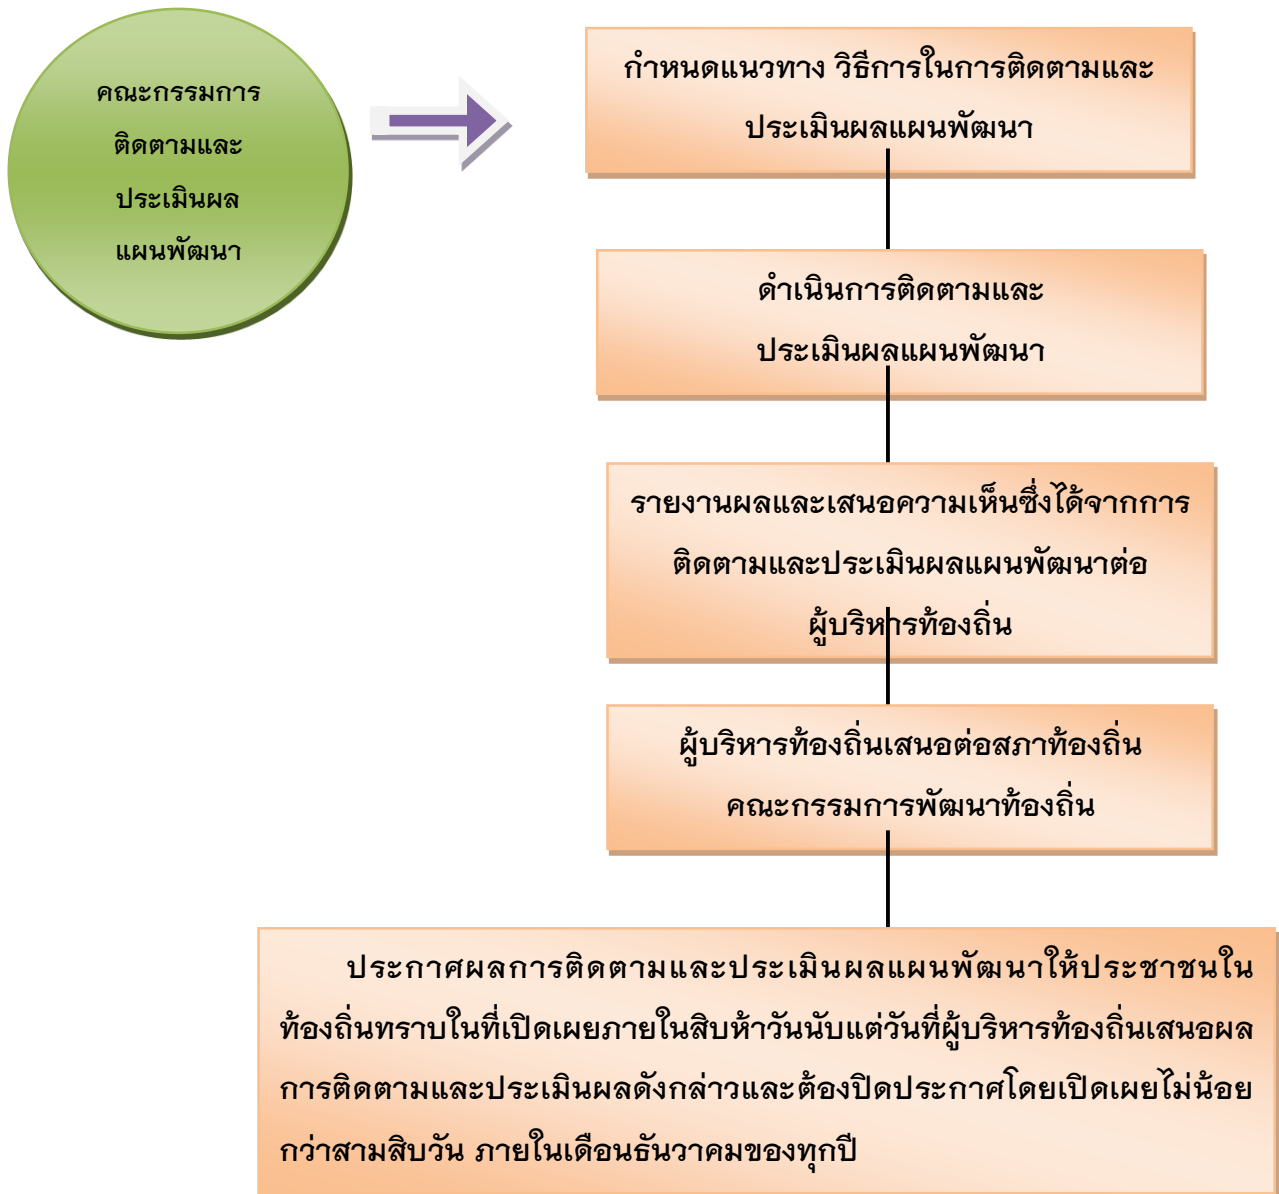 คณะกรรมการ
ติดตามและ
ประเมินผล
แผนพัฒนา
กำหนดแนวทาง วิธีการในการติดตามและ
ประเมินผลแผนพัฒนา
ดำเนินการติดตามและ
ประเมินผลแผนพัฒนา
รายงานผลและเสนอความเห็นซึ่งได้จากการ
ติดตามและประเมินผลแผนพัฒนาต่อ
ผู้บริหารท้องถิ่น
ผู้บริหารท้องถิ่นเสนอต่อสภาท้องถิ่น
คณะกรรมการพัฒนาท้องถิ่น
ประกาศผลการติดตามและประเมินผลแผนพัฒนาให้ประชาชนใน
ท้องถิ่นทราบในที่เปิดเผยภายในสิบห้าวันนับแต่วันที่ผู้บริหารท้องถิ่นเสนอผล
การติดตามและประเมินผลดังกล่าวและต้องปิดประกาศโดยเปิดเผยไม่น้อย
กว่าสามสิบวัน ภายในเดือนธันวาคมของทุกปี